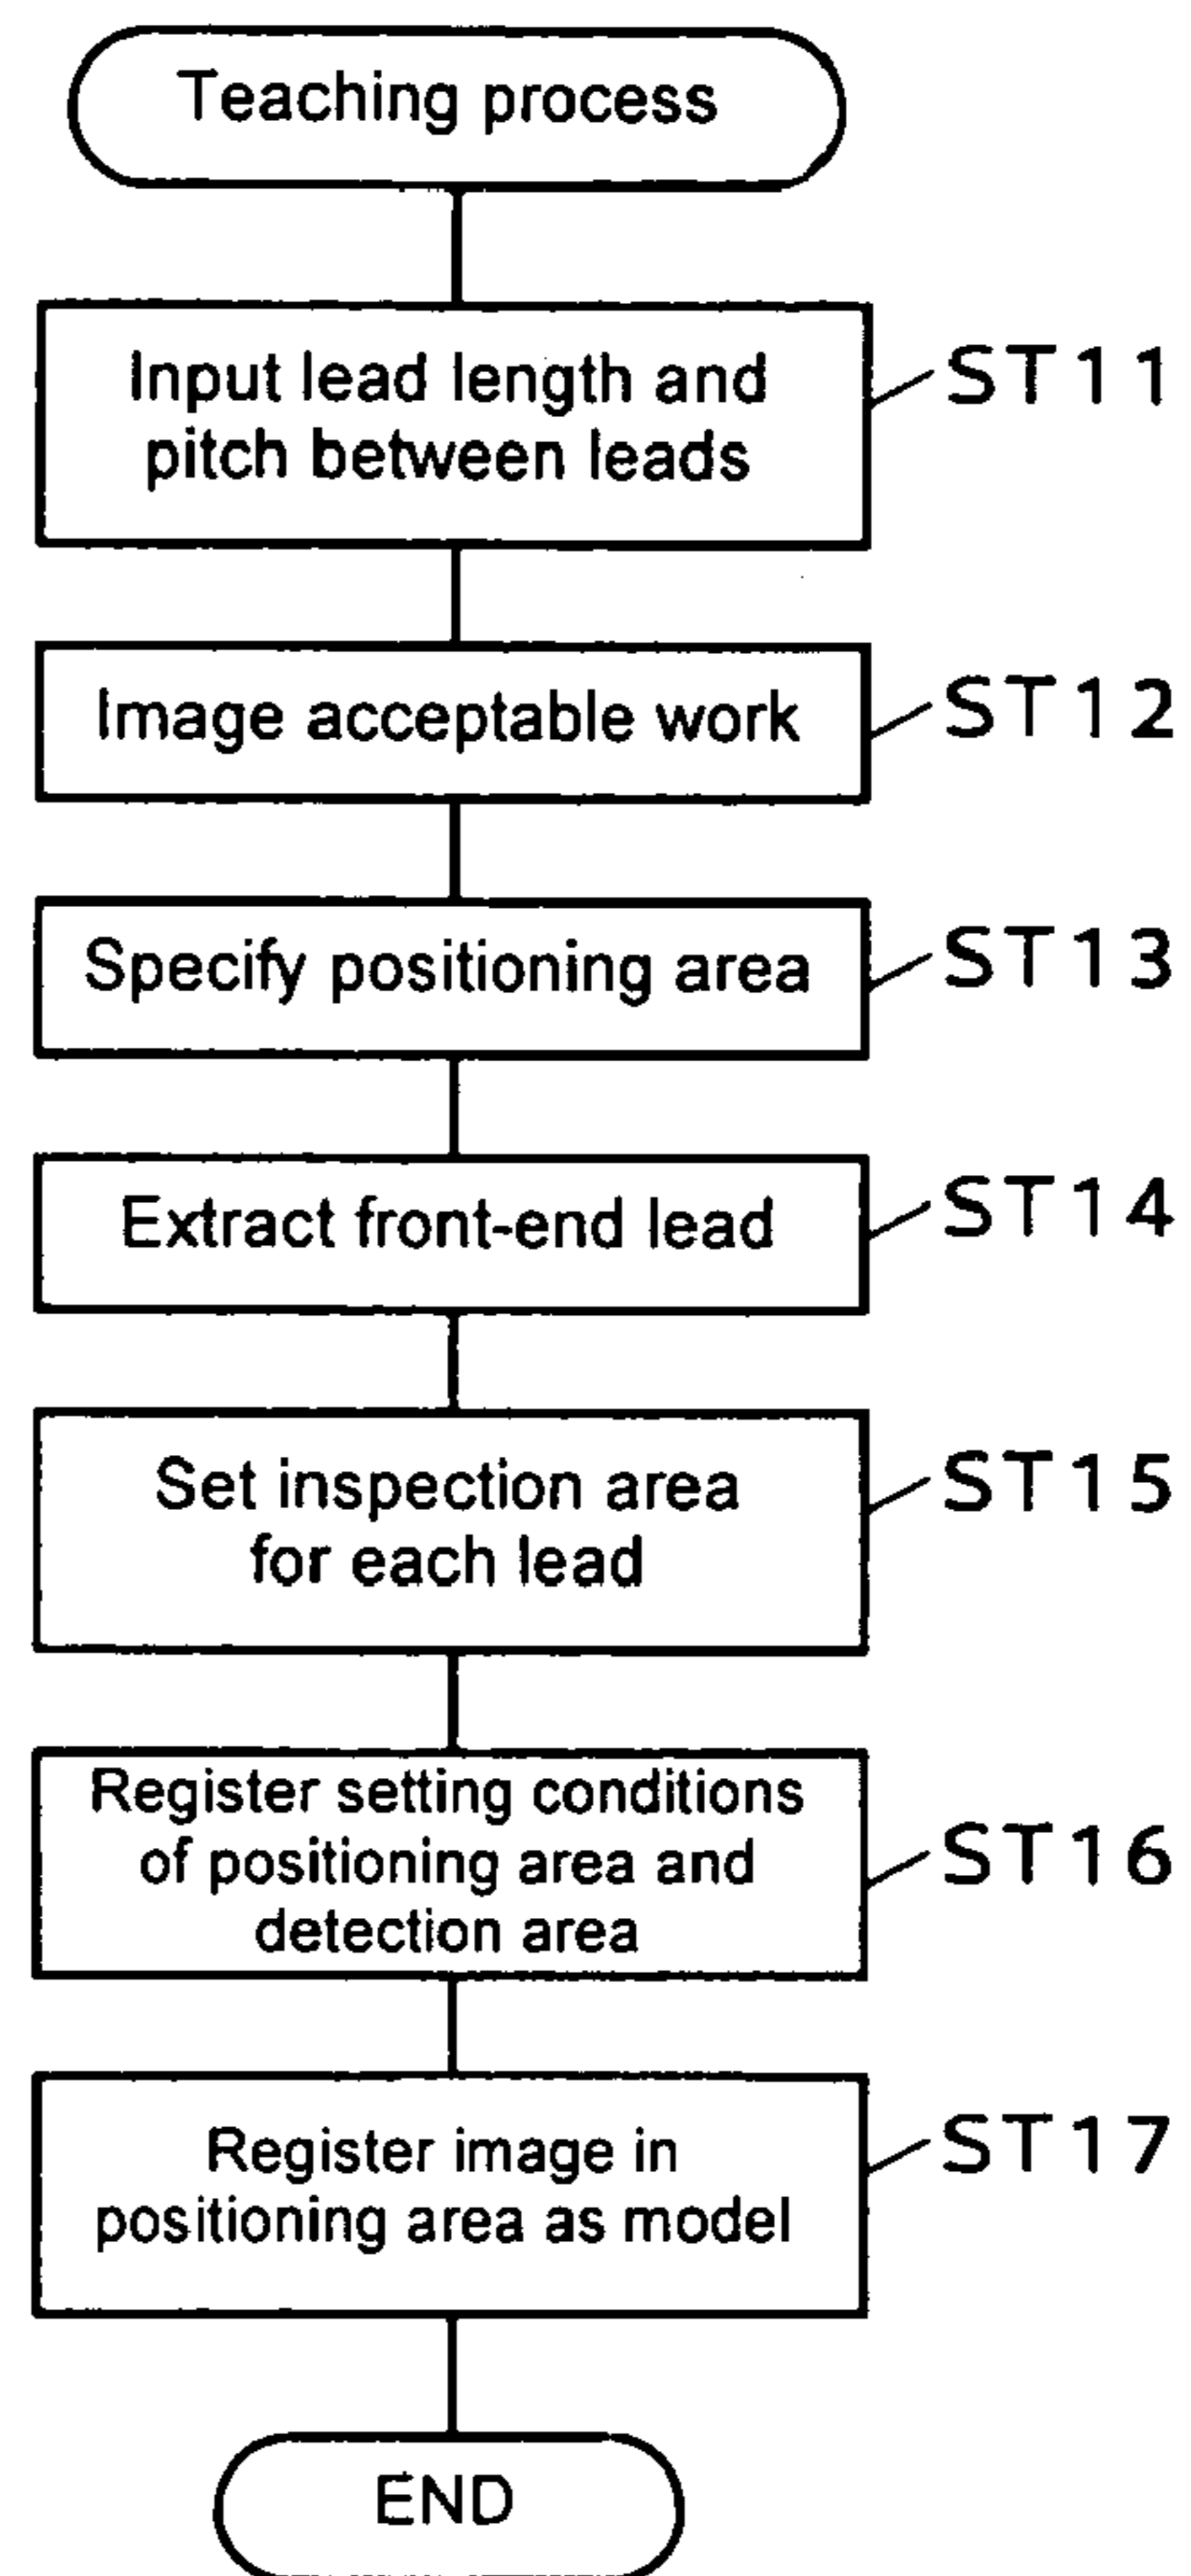 Teaching process
Input lead length and
pitch between leads
ST11
Image acceptable work
ST12
Specify positioning area
ST13
Extract front-end lead
ST14
Set inspection area
for each lead
ST15
Register setting conditions
of positioning area and
detection area
ST16
Register image in
positioning area as model
ST17
END